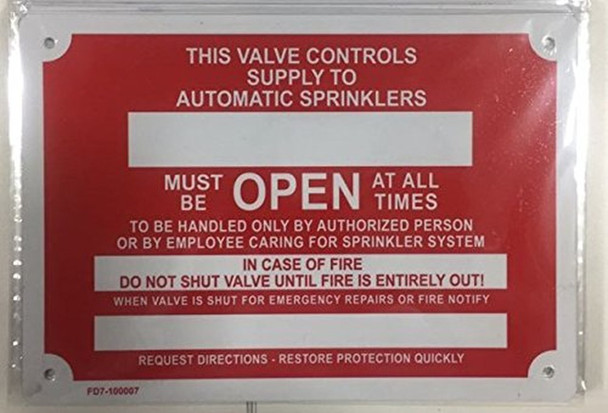 THIS VALVE CONTROLS
SUPPLY TO
AUTOMATIC SPRINKLERS
MUST BE OPEN AT ALL TIMES
TO BE HANDLED ONLY BY AUTHORIZED PERSON
OR BY EMPLOYEE CARING FOR SPRINKLER SYSTEM
IN CASE OF FIRE
DO NOT SHUT VALVE UNTIL FIRE IS ENTIRELY OUT!
WHEN VALVE IS SHUT FOR EMERGENCY REPAIRS OR FIRE NOTIFY
REQUEST DIRECTIONS - RESTORE PROTECTION QUICKLY
FD7-100007